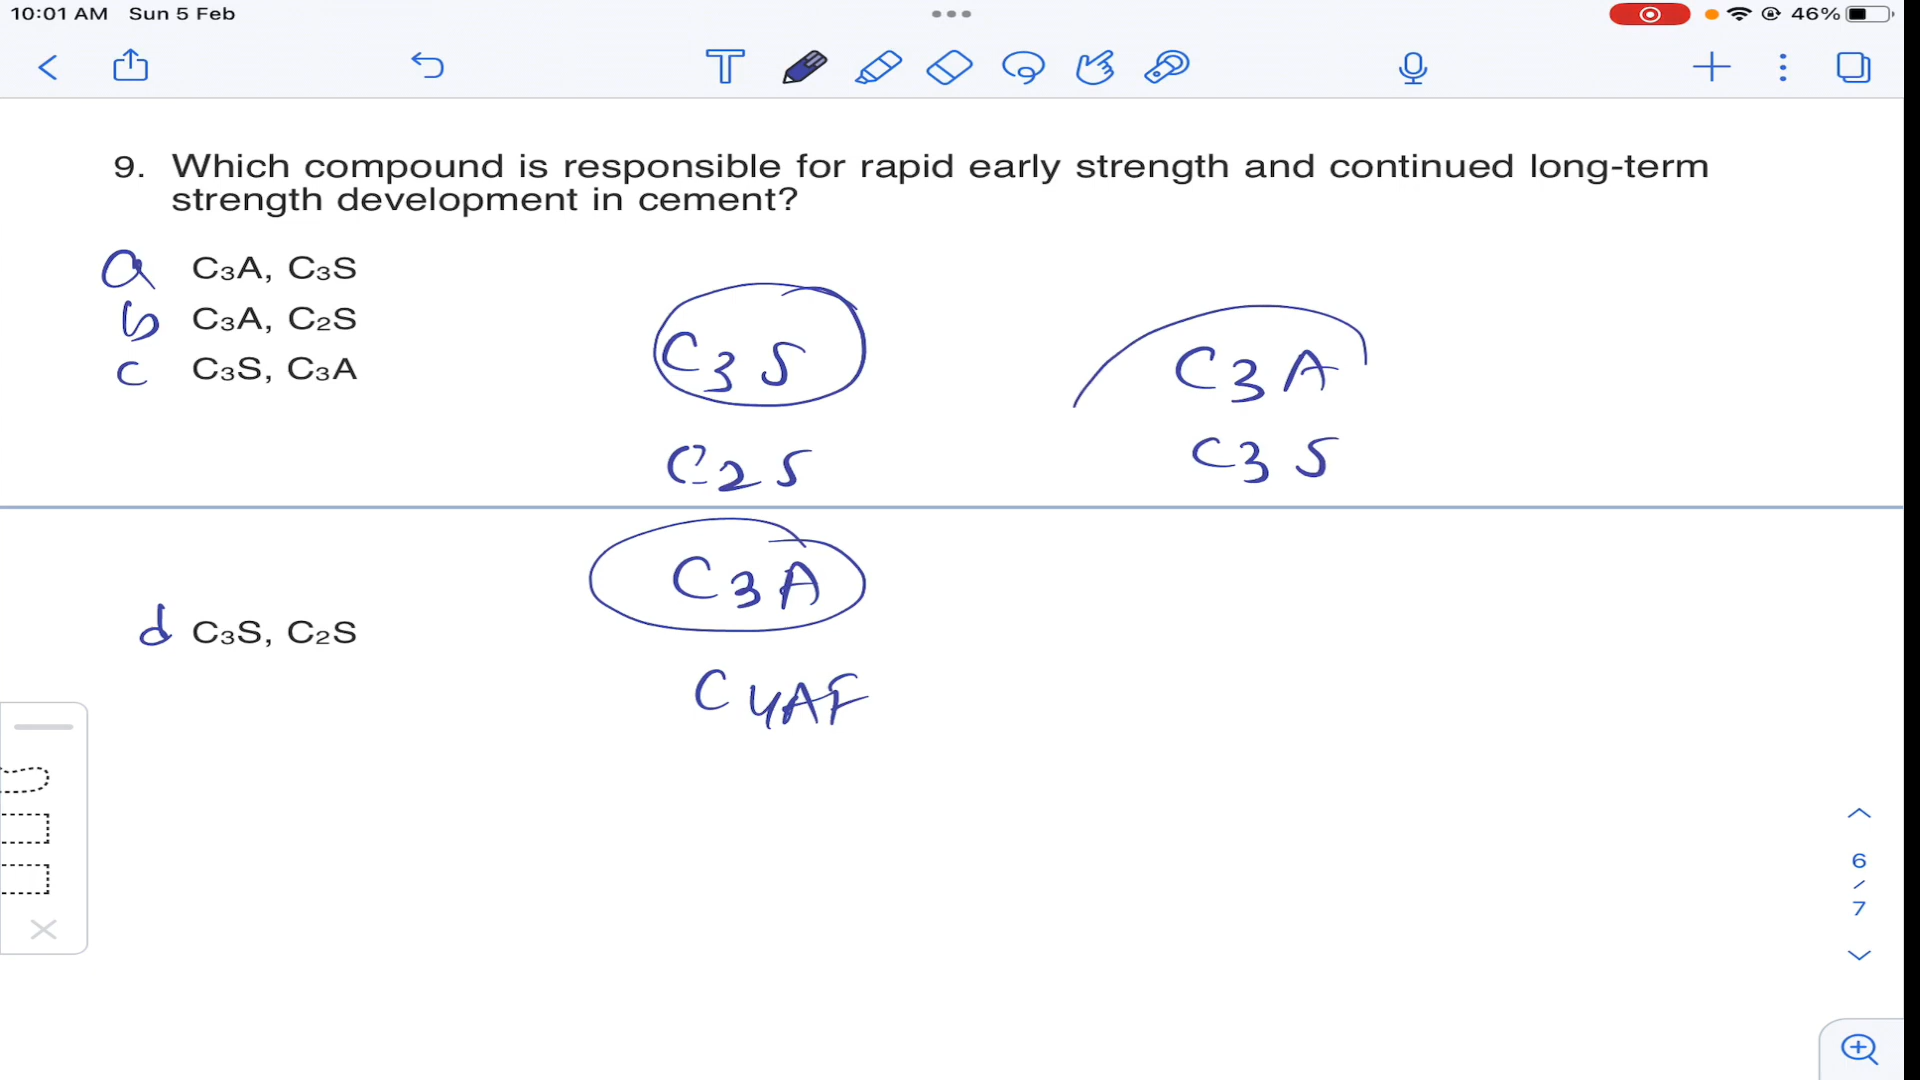 10:01 AM Sun 5 Feb
46%
T
9. Which compound is responsible for rapid early strength and continued long-term
strength development in cement?
a C₃A, C₃S
b C₃A, C₂S
c C₃S, C₃A
C3S
C2S
C3A
C3S
d C₃S, C₂S
C3A
C4AF
6
/
7